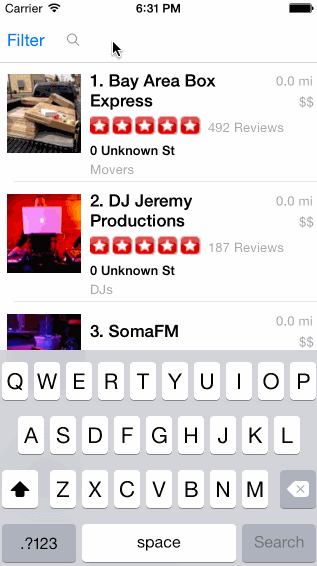 Carrier 6:31 PM
Filter
1. Bay Area Box 0.0 mi
Express $$
492 Reviews
0 Unknown St
Movers
2. DJ Jeremy 0.0 mi
Productions $$
187 Reviews
0 Unknown St
DJs
3. SomaFM 0.0 mi
$$
Q W E R T Y U I O P
A S D F G H J K L
Z X C V B N M
.?123 space Search